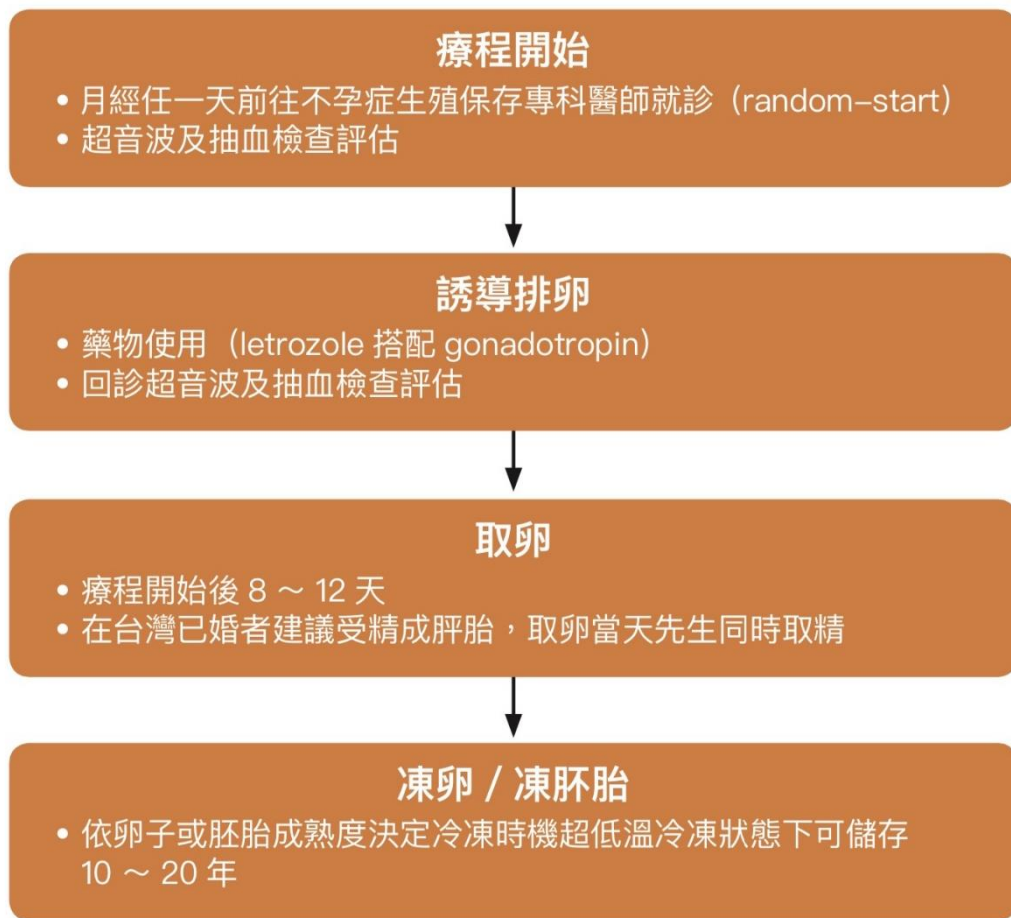 療程開始
• 月經任一天前往不孕症生殖保存專科醫師就診（random-start）
• 超音波及抽血檢查評估
誘導排卵
• 藥物使用（letrozole 搭配 gonadotropin）
• 回診超音波及抽血檢查評估
取卵
• 療程開始後 8 ～ 12 天
• 在台灣已婚者建議受精成胚胎，取卵當天先生同時取精
凍卵 / 凍胚胎
• 依卵子或胚胎成熟度決定冷凍時機超低溫冷凍狀態下可儲存
10 ～ 20 年